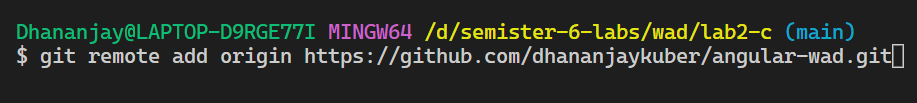 Dhananjay@LAPTOP-D9RGE77I MINGW64 /d/semister-6-labs/wad/lab2-c (main)
$ git remote add origin https://github.com/dhananjaykuber/angular-wad.git